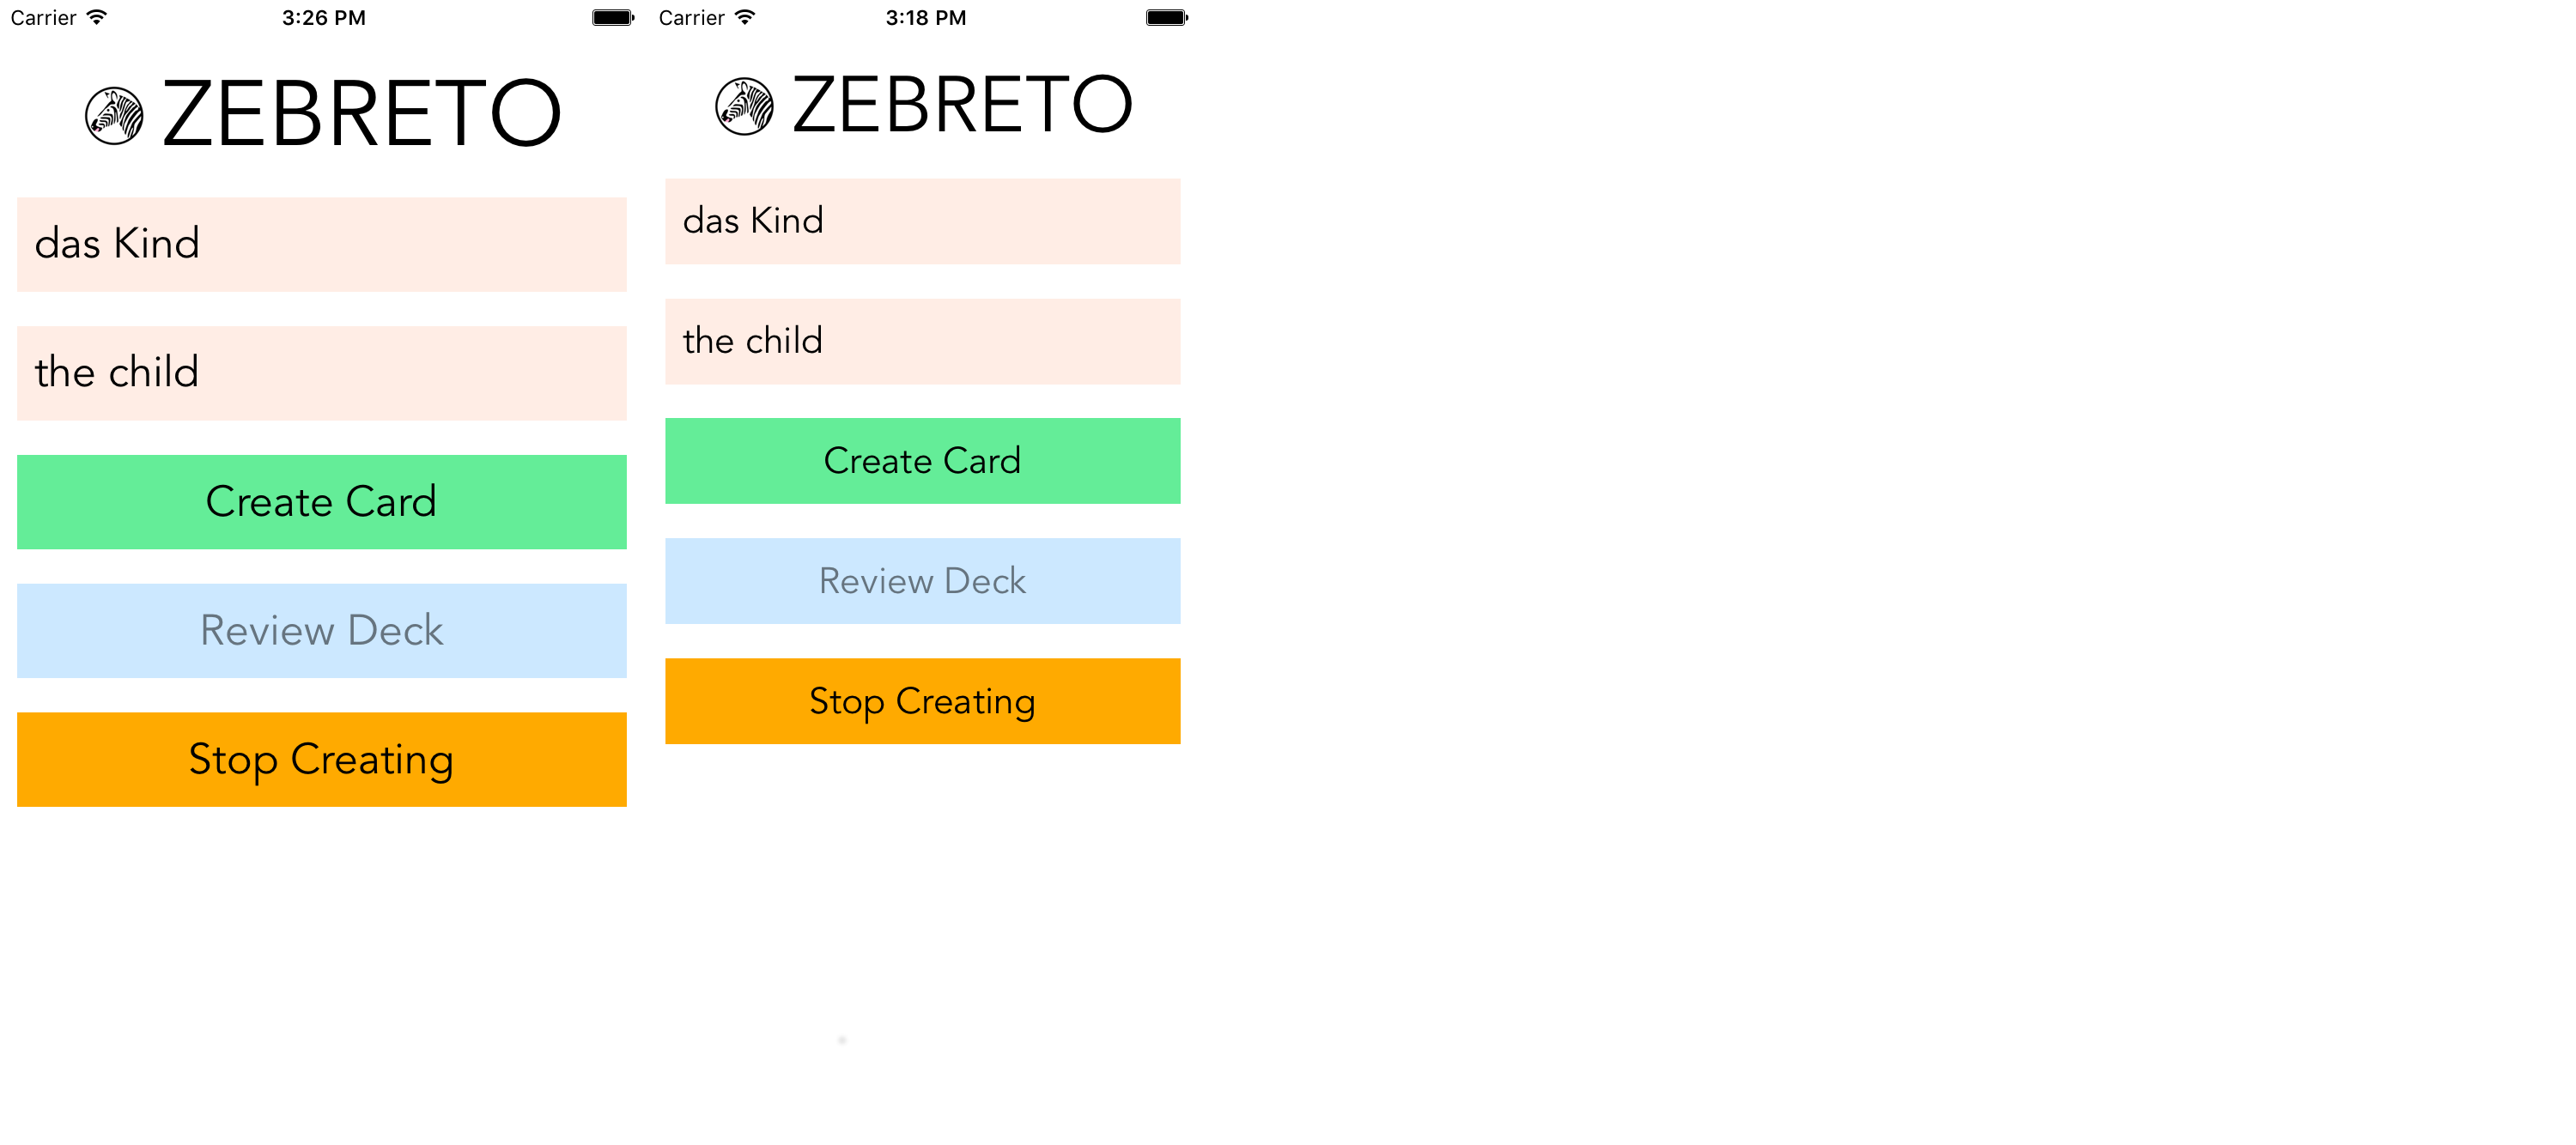 Carrier 3:26 PM
ZEBRETO
das Kind
the child
Create Card
Review Deck
Stop Creating
Carrier 3:18 PM
ZEBRETO
das Kind
the child
Create Card
Review Deck
Stop Creating